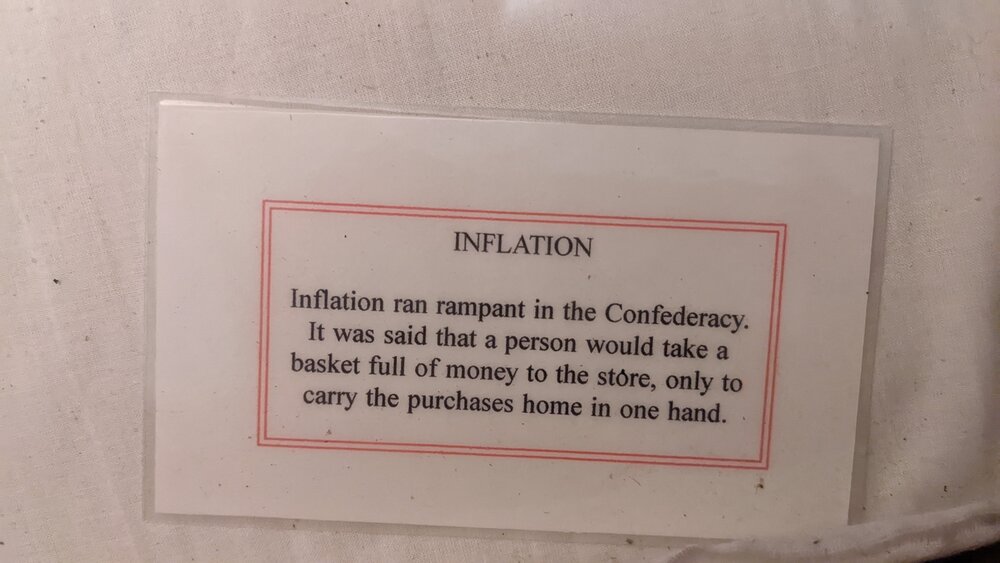 INFLATION
Inflation ran rampant in the Confederacy.
It was said that a person would take a
basket full of money to the store, only to
carry the purchases home in one hand.